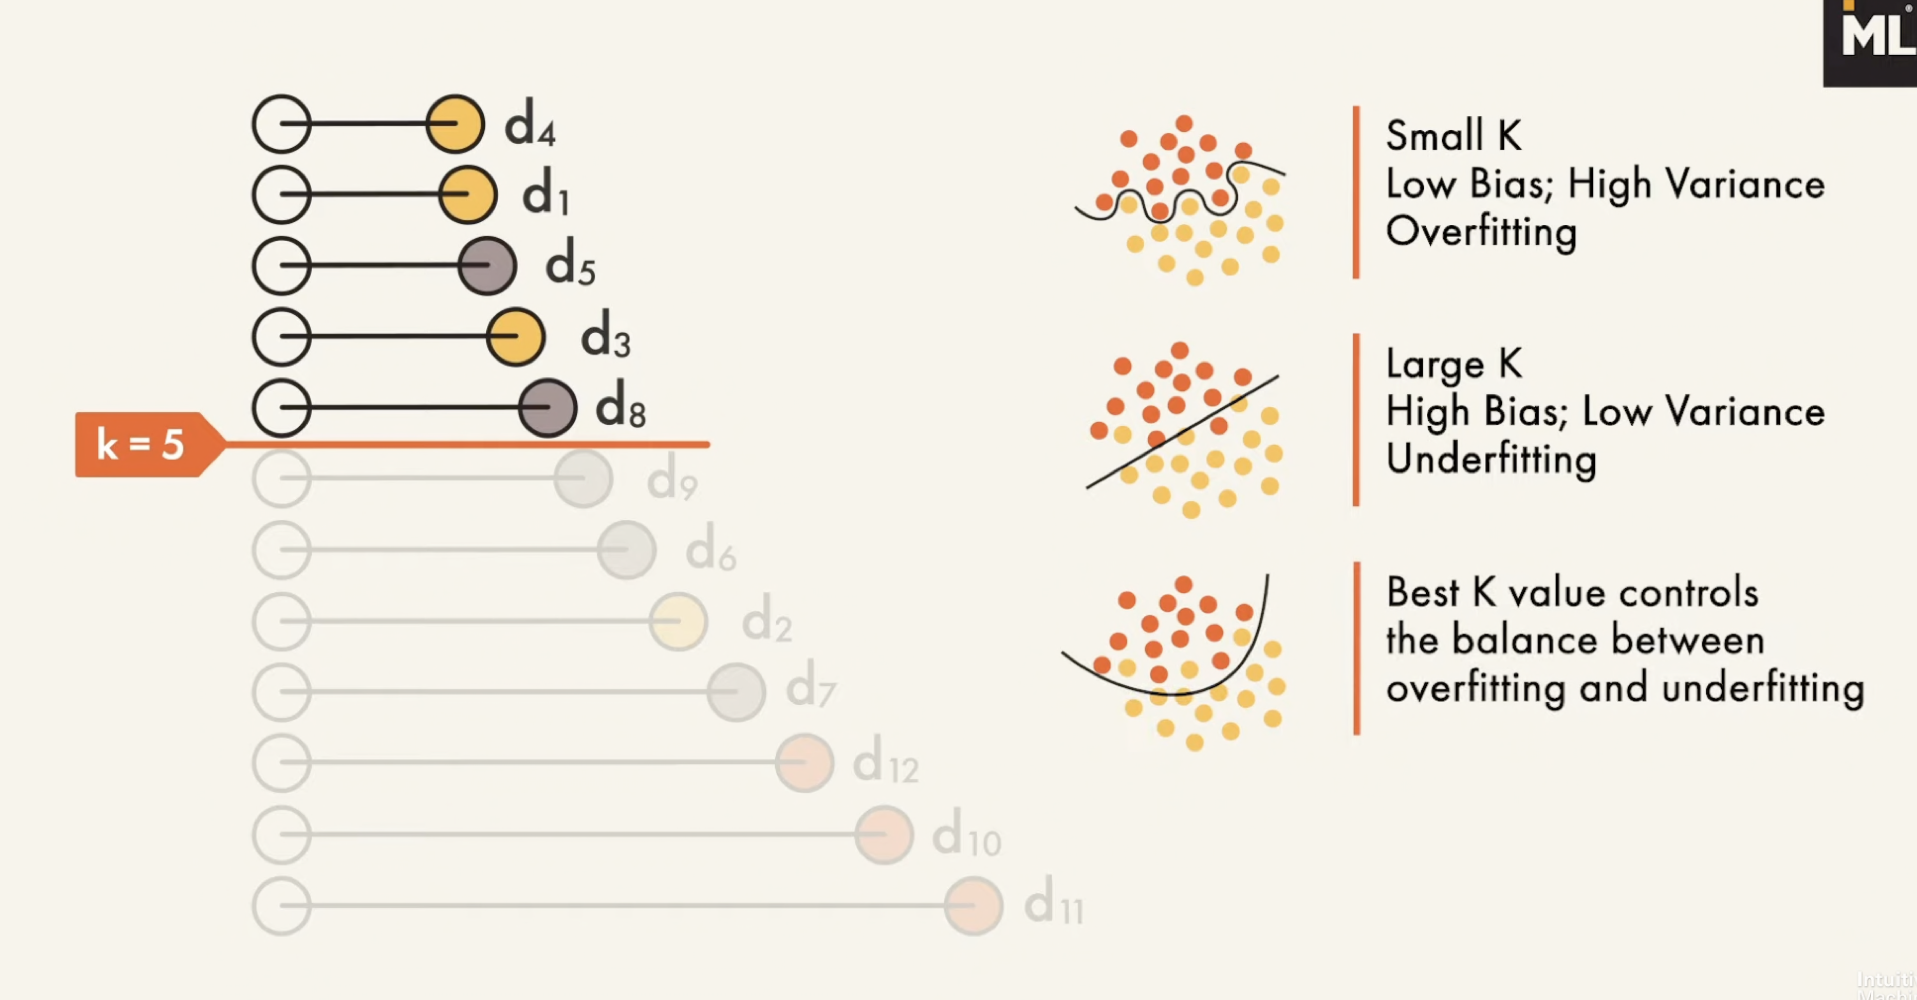 ML
d4
d1
d5
d3
d8
k = 5
d9
d6
d2
d7
d12
d10
d11
Small K
Low Bias; High Variance
Overfitting
Large K
High Bias; Low Variance
Underfitting
Best K value controls
the balance between
overfitting and underfitting